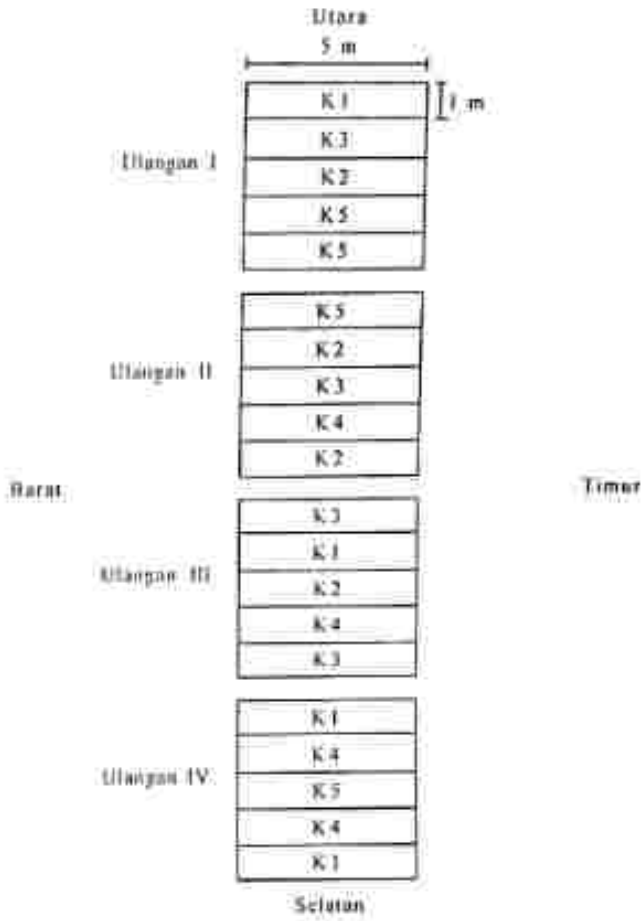 Utara
5 m
K1
1 m
K3
Ulangan I
K2
K5
K5
K5
K2
Ulangan II
K3
K4
K2
Barat
Timur
K3
K1
Ulangan III
K2
K4
K3
K1
K4
Ulangan IV
K5
K4
K1
Selatan